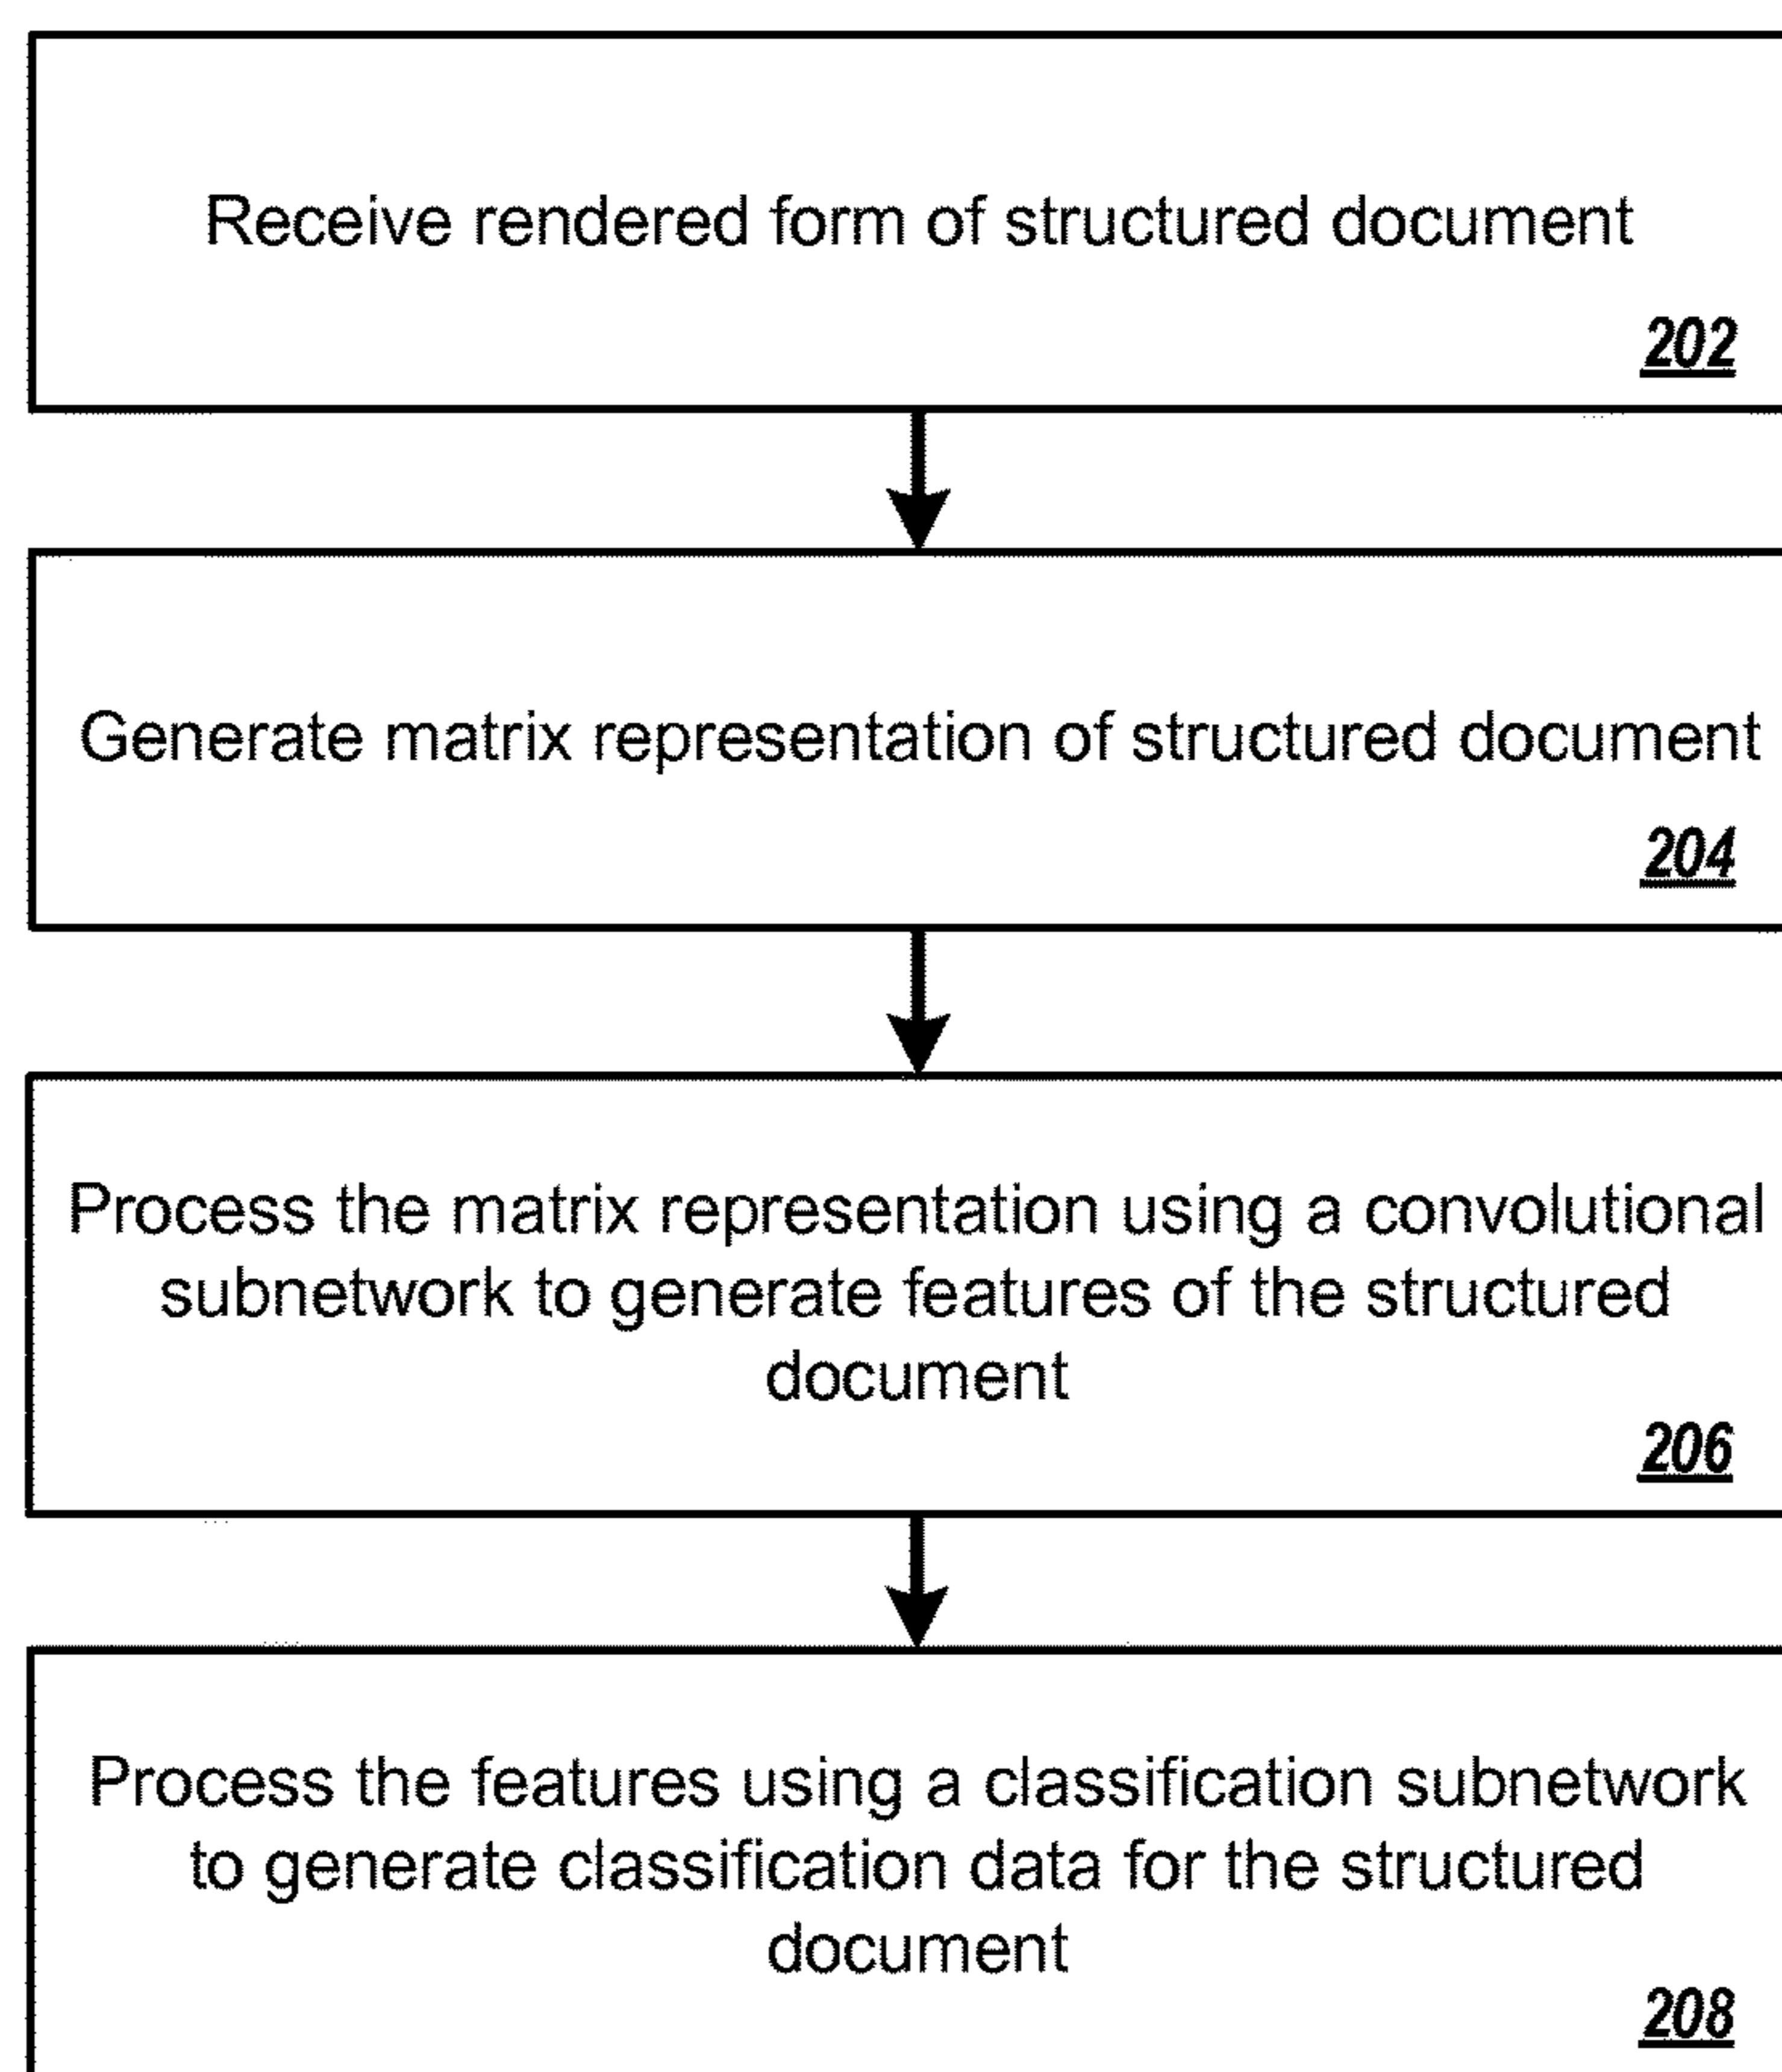 Receive rendered form of structured document
202
Generate matrix representation of structured document
204
Process the matrix representation using a convolutional
subnetwork to generate features of the structured
document
206
Process the features using a classification subnetwork
to generate classification data for the structured
document
208